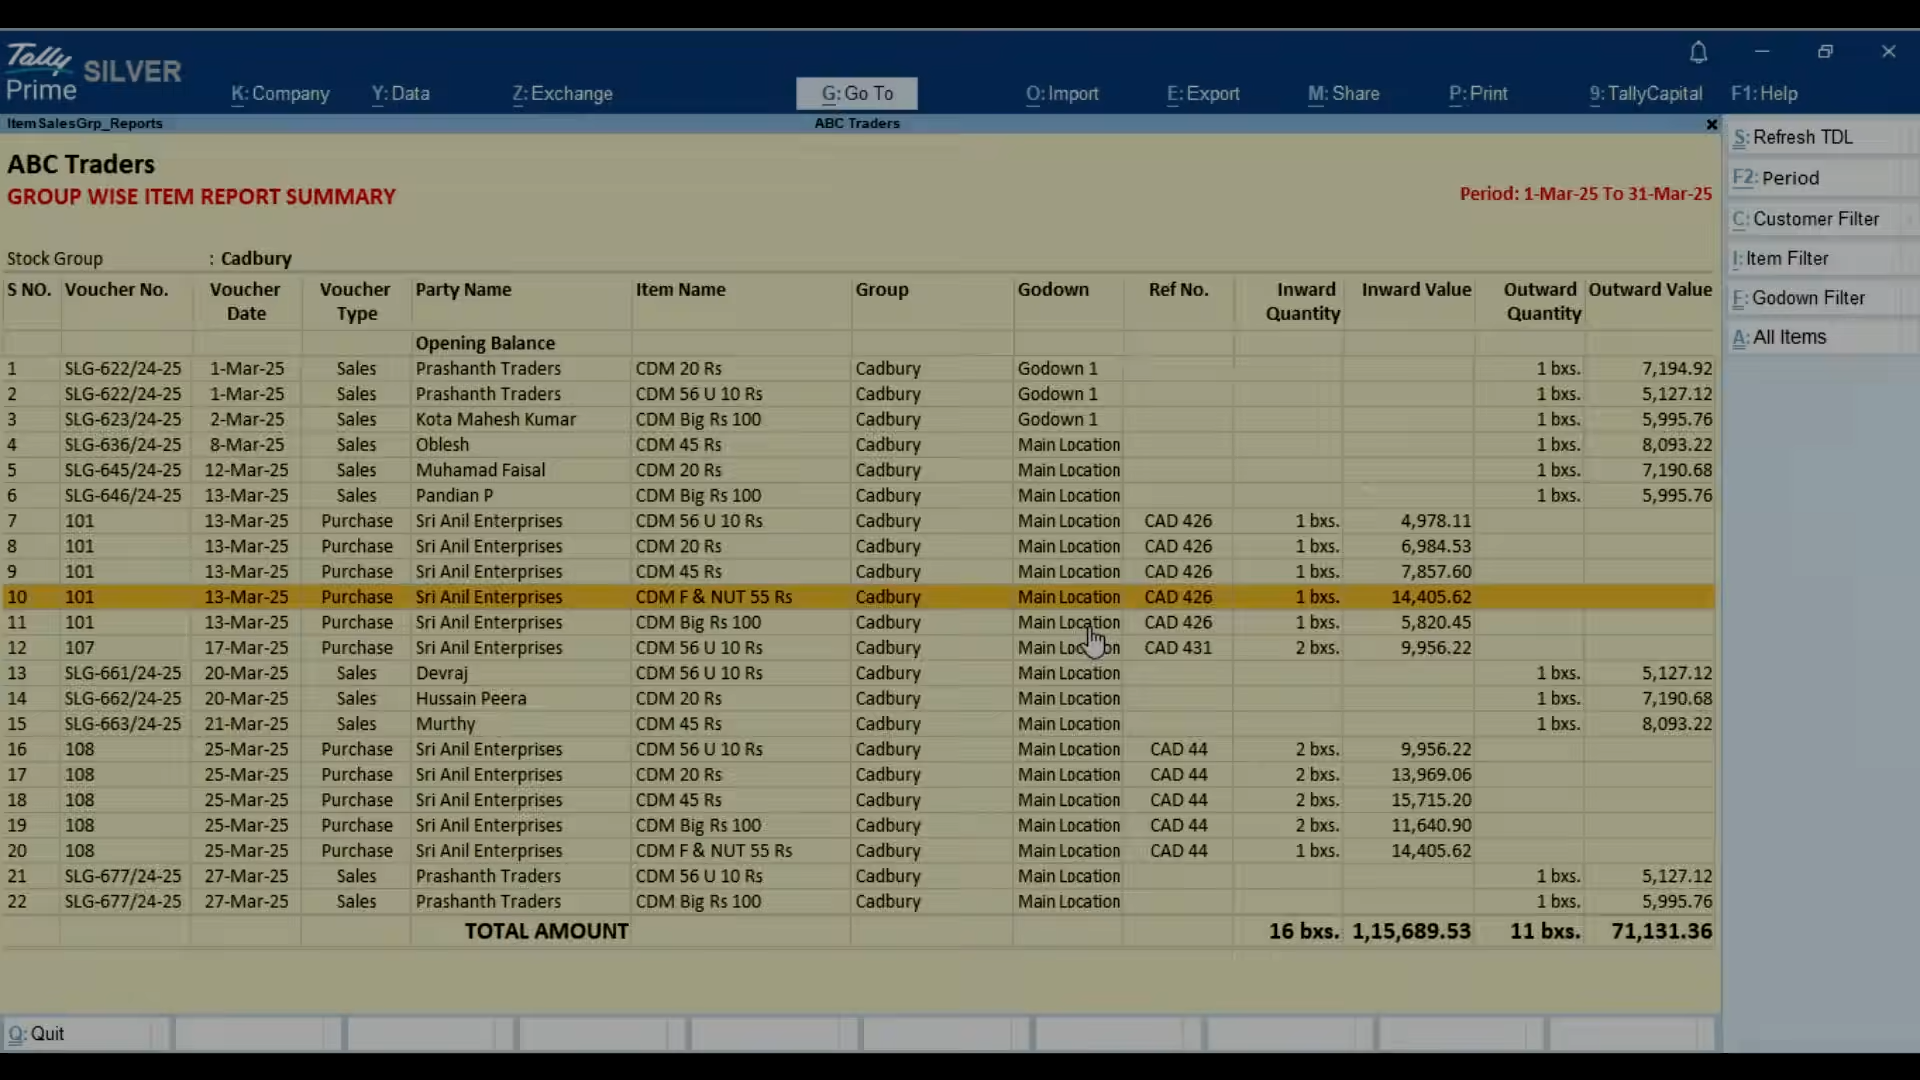 Tally Prime SILVER
K: Company Y: Data Z: Exchange G: Go To O: Import E: Export M: Share P: Print 9: TallyCapital F1: Help
ItemSalesGrp_Reports ABC Traders
ABC Traders
GROUP WISE ITEM REPORT SUMMARY Period: 1-Mar-25 To 31-Mar-25
Stock Group : Cadbury
S NO. Voucher No. Voucher Date Voucher Type Party Name Item Name Group Godown Ref No. Inward Quantity Inward Value Outward Quantity Outward Value
Opening Balance
1 SLG-622/24-25 1-Mar-25 Sales Prashanth Traders CDM 20 Rs Cadbury Godown 1 1 bxs. 7,194.92
2 SLG-622/24-25 1-Mar-25 Sales Prashanth Traders CDM 56 U 10 Rs Cadbury Godown 1 1 bxs. 5,127.12
3 SLG-623/24-25 2-Mar-25 Sales Kota Mahesh Kumar CDM Big Rs 100 Cadbury Godown 1 1 bxs. 5,995.76
4 SLG-636/24-25 8-Mar-25 Sales Oblesh CDM 45 Rs Cadbury Main Location 1 bxs. 8,093.22
5 SLG-645/24-25 12-Mar-25 Sales Muhamad Faisal CDM 20 Rs Cadbury Main Location 1 bxs. 7,190.68
6 SLG-646/24-25 13-Mar-25 Sales Pandian P CDM Big Rs 100 Cadbury Main Location 1 bxs. 5,995.76
7 101 13-Mar-25 Purchase Sri Anil Enterprises CDM 56 U 10 Rs Cadbury Main Location CAD 426 1 bxs. 4,978.11
8 101 13-Mar-25 Purchase Sri Anil Enterprises CDM 20 Rs Cadbury Main Location CAD 426 1 bxs. 6,984.53
9 101 13-Mar-25 Purchase Sri Anil Enterprises CDM 45 Rs Cadbury Main Location CAD 426 1 bxs. 7,857.60
10 101 13-Mar-25 Purchase Sri Anil Enterprises CDM F & NUT 55 Rs Cadbury Main Location CAD 426 1 bxs. 14,405.62
11 101 13-Mar-25 Purchase Sri Anil Enterprises CDM Big Rs 100 Cadbury Main Location CAD 426 1 bxs. 5,820.45
12 107 17-Mar-25 Purchase Sri Anil Enterprises CDM 56 U 10 Rs Cadbury Main Location CAD 431 2 bxs. 9,956.22
13 SLG-661/24-25 20-Mar-25 Sales Devraj CDM 56 U 10 Rs Cadbury Main Location 1 bxs. 5,127.12
14 SLG-662/24-25 20-Mar-25 Sales Hussain Peera CDM 20 Rs Cadbury Main Location 1 bxs. 7,190.68
15 SLG-663/24-25 21-Mar-25 Sales Murthy CDM 45 Rs Cadbury Main Location 1 bxs. 8,093.22
16 108 25-Mar-25 Purchase Sri Anil Enterprises CDM 56 U 10 Rs Cadbury Main Location CAD 44 2 bxs. 9,956.22
17 108 25-Mar-25 Purchase Sri Anil Enterprises CDM 20 Rs Cadbury Main Location CAD 44 2 bxs. 13,969.06
18 108 25-Mar-25 Purchase Sri Anil Enterprises CDM 45 Rs Cadbury Main Location CAD 44 2 bxs. 15,715.20
19 108 25-Mar-25 Purchase Sri Anil Enterprises CDM Big Rs 100 Cadbury Main Location CAD 44 2 bxs. 11,640.90
20 108 25-Mar-25 Purchase Sri Anil Enterprises CDM F & NUT 55 Rs Cadbury Main Location CAD 44 1 bxs. 14,405.62
21 SLG-677/24-25 27-Mar-25 Sales Prashanth Traders CDM 56 U 10 Rs Cadbury Main Location 1 bxs. 5,127.12
22 SLG-677/24-25 27-Mar-25 Sales Prashanth Traders CDM Big Rs 100 Cadbury Main Location 1 bxs. 5,995.76
TOTAL AMOUNT 16 bxs. 1,15,689.53 11 bxs. 71,131.36
Q: Quit
S: Refresh TDL
F2: Period
C: Customer Filter
I: Item Filter
F: Godown Filter
A: All Items